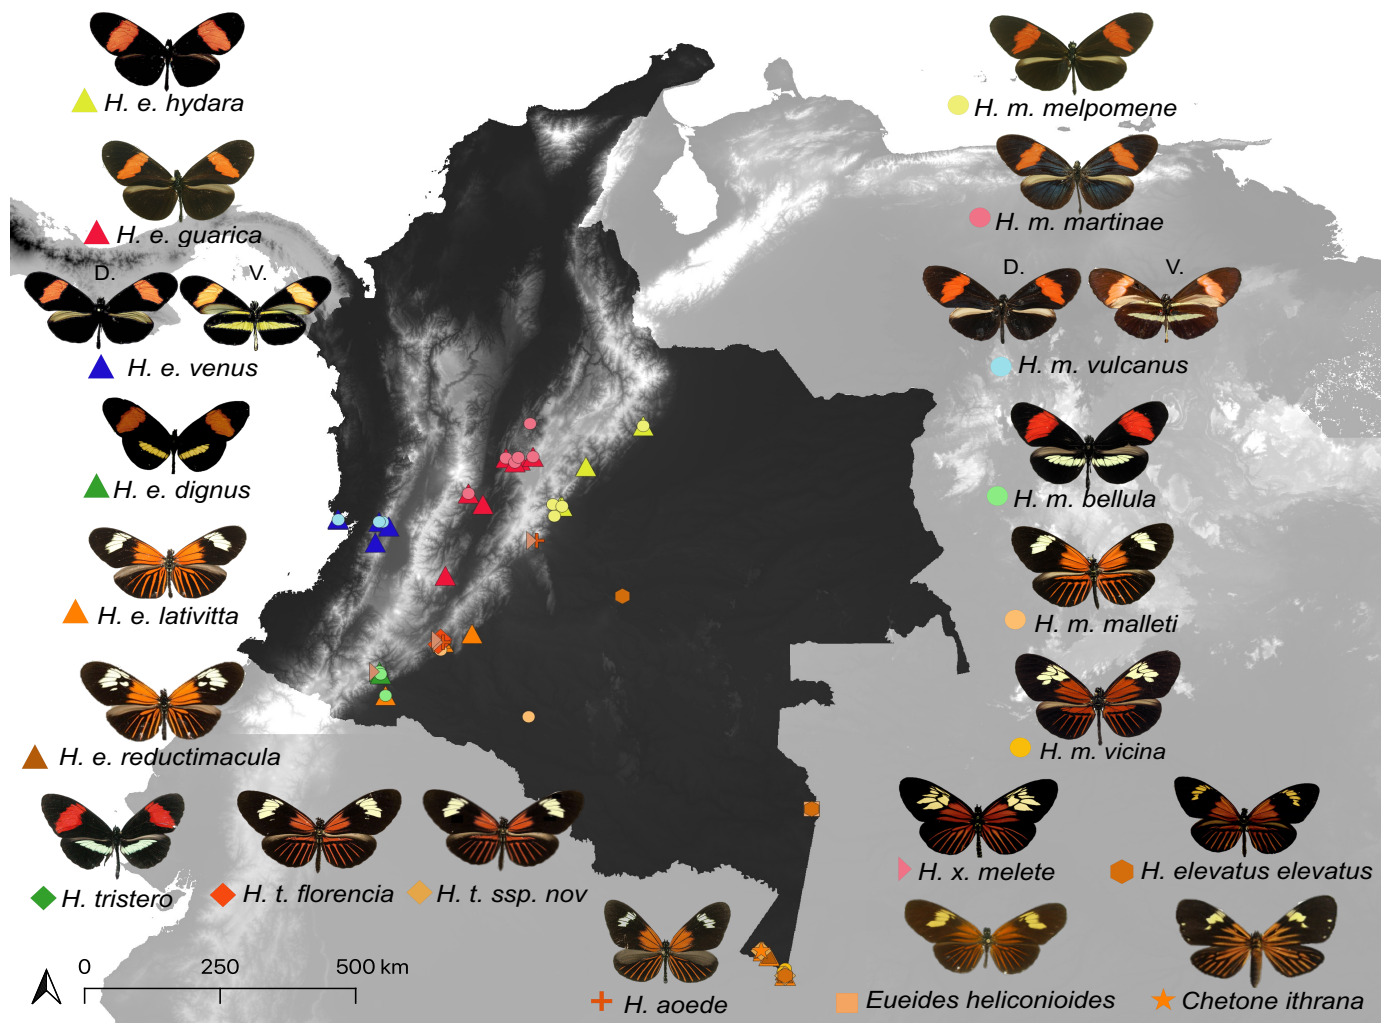 H. e. hydara
H. m. melpomene
H. e. guarica
H. m. martinae
D.
V.
D.
V.
H. e. venus
H. m. vulcanus
H. e. dignus
H. m. bellula
H. e. lativitta
H. m. malleti
H. e. reductimacula
H. m. vicina
H. tristero
H. t. florencia
H. t. ssp. nov
H. x. melete
H. elevatus elevatus
0
250
500 km
H. aoede
Eueides heliconioides
Chetone ithrana